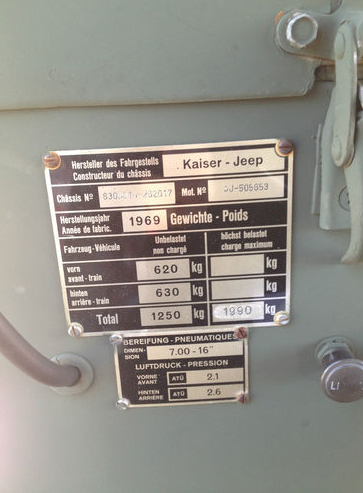 Hersteller des Fahrgestells
Constructeur du châssis
Kaiser - Jeep
Châssis Nº
Mot. Nº
Herstellungsjahr
Année de fabric.
1969
Gewichte - Poids
Fahrzeug-Véhicule
Unbelastet
non chargé
höchst belastet
charge maximum
vorn
avant - train
620 kg
kg
hinten
arrière - train
630 kg
kg
Total
1250 kg
1990 kg
BEREIFUNG - PNEUMATIQUES
DIMEN-
SION
7.00 - 16"
LUFTDRUCK - PRESSION
VORNE
AVANT
ATÜ
2,1
HINTEN
ARRIÈRE
ATÜ
2.6